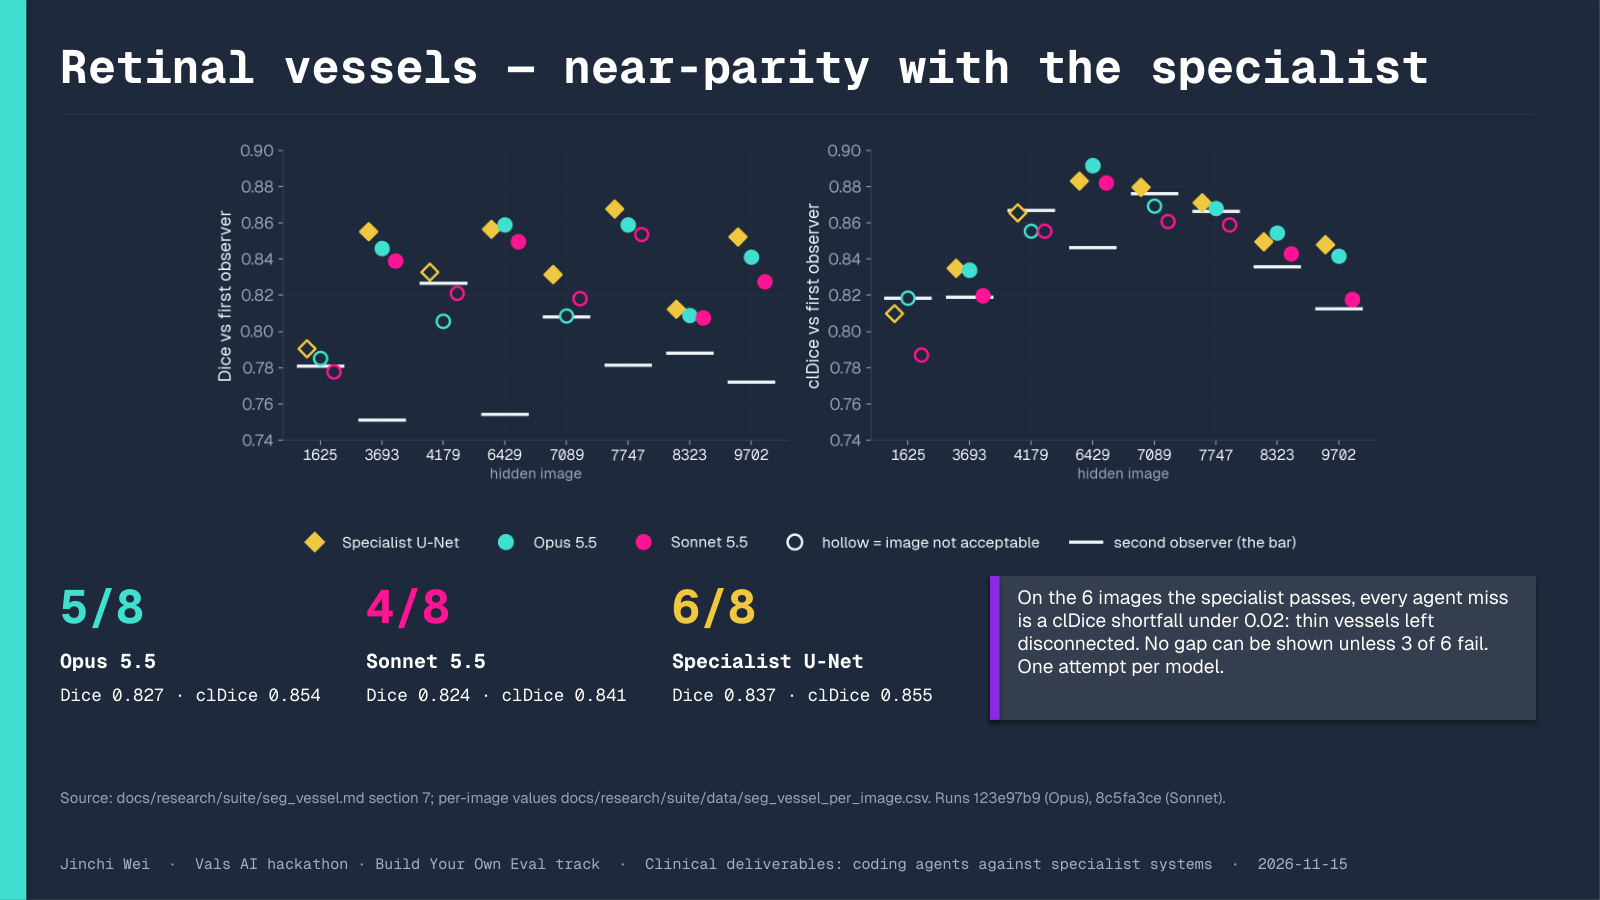 Retinal vessels — near-parity with the specialist
Dice vs first observer
0.90
0.88
0.86
0.84
0.82
0.80
0.78
0.76
0.74
1625 3693 4179 6429 7089 7747 8323 9702
hidden image
clDice vs first observer
0.90
0.88
0.86
0.84
0.82
0.80
0.78
0.76
0.74
1625 3693 4179 6429 7089 7747 8323 9702
hidden image
Specialist U-Net Opus 5.5 Sonnet 5.5 hollow = image not acceptable second observer (the bar)
5/8
Opus 5.5
Dice 0.827 · clDice 0.854
4/8
Sonnet 5.5
Dice 0.824 · clDice 0.841
6/8
Specialist U-Net
Dice 0.837 · clDice 0.855
On the 6 images the specialist passes, every agent miss
is a clDice shortfall under 0.02: thin vessels left
disconnected. No gap can be shown unless 3 of 6 fail.
One attempt per model.
Source: docs/research/suite/seg_vessel.md section 7; per-image values docs/research/suite/data/seg_vessel_per_image.csv. Runs 123e97b9 (Opus), 8c5fa3ce (Sonnet).
Jinchi Wei · Vals AI hackathon · Build Your Own Eval track · Clinical deliverables: coding agents against specialist systems · 2026-11-15